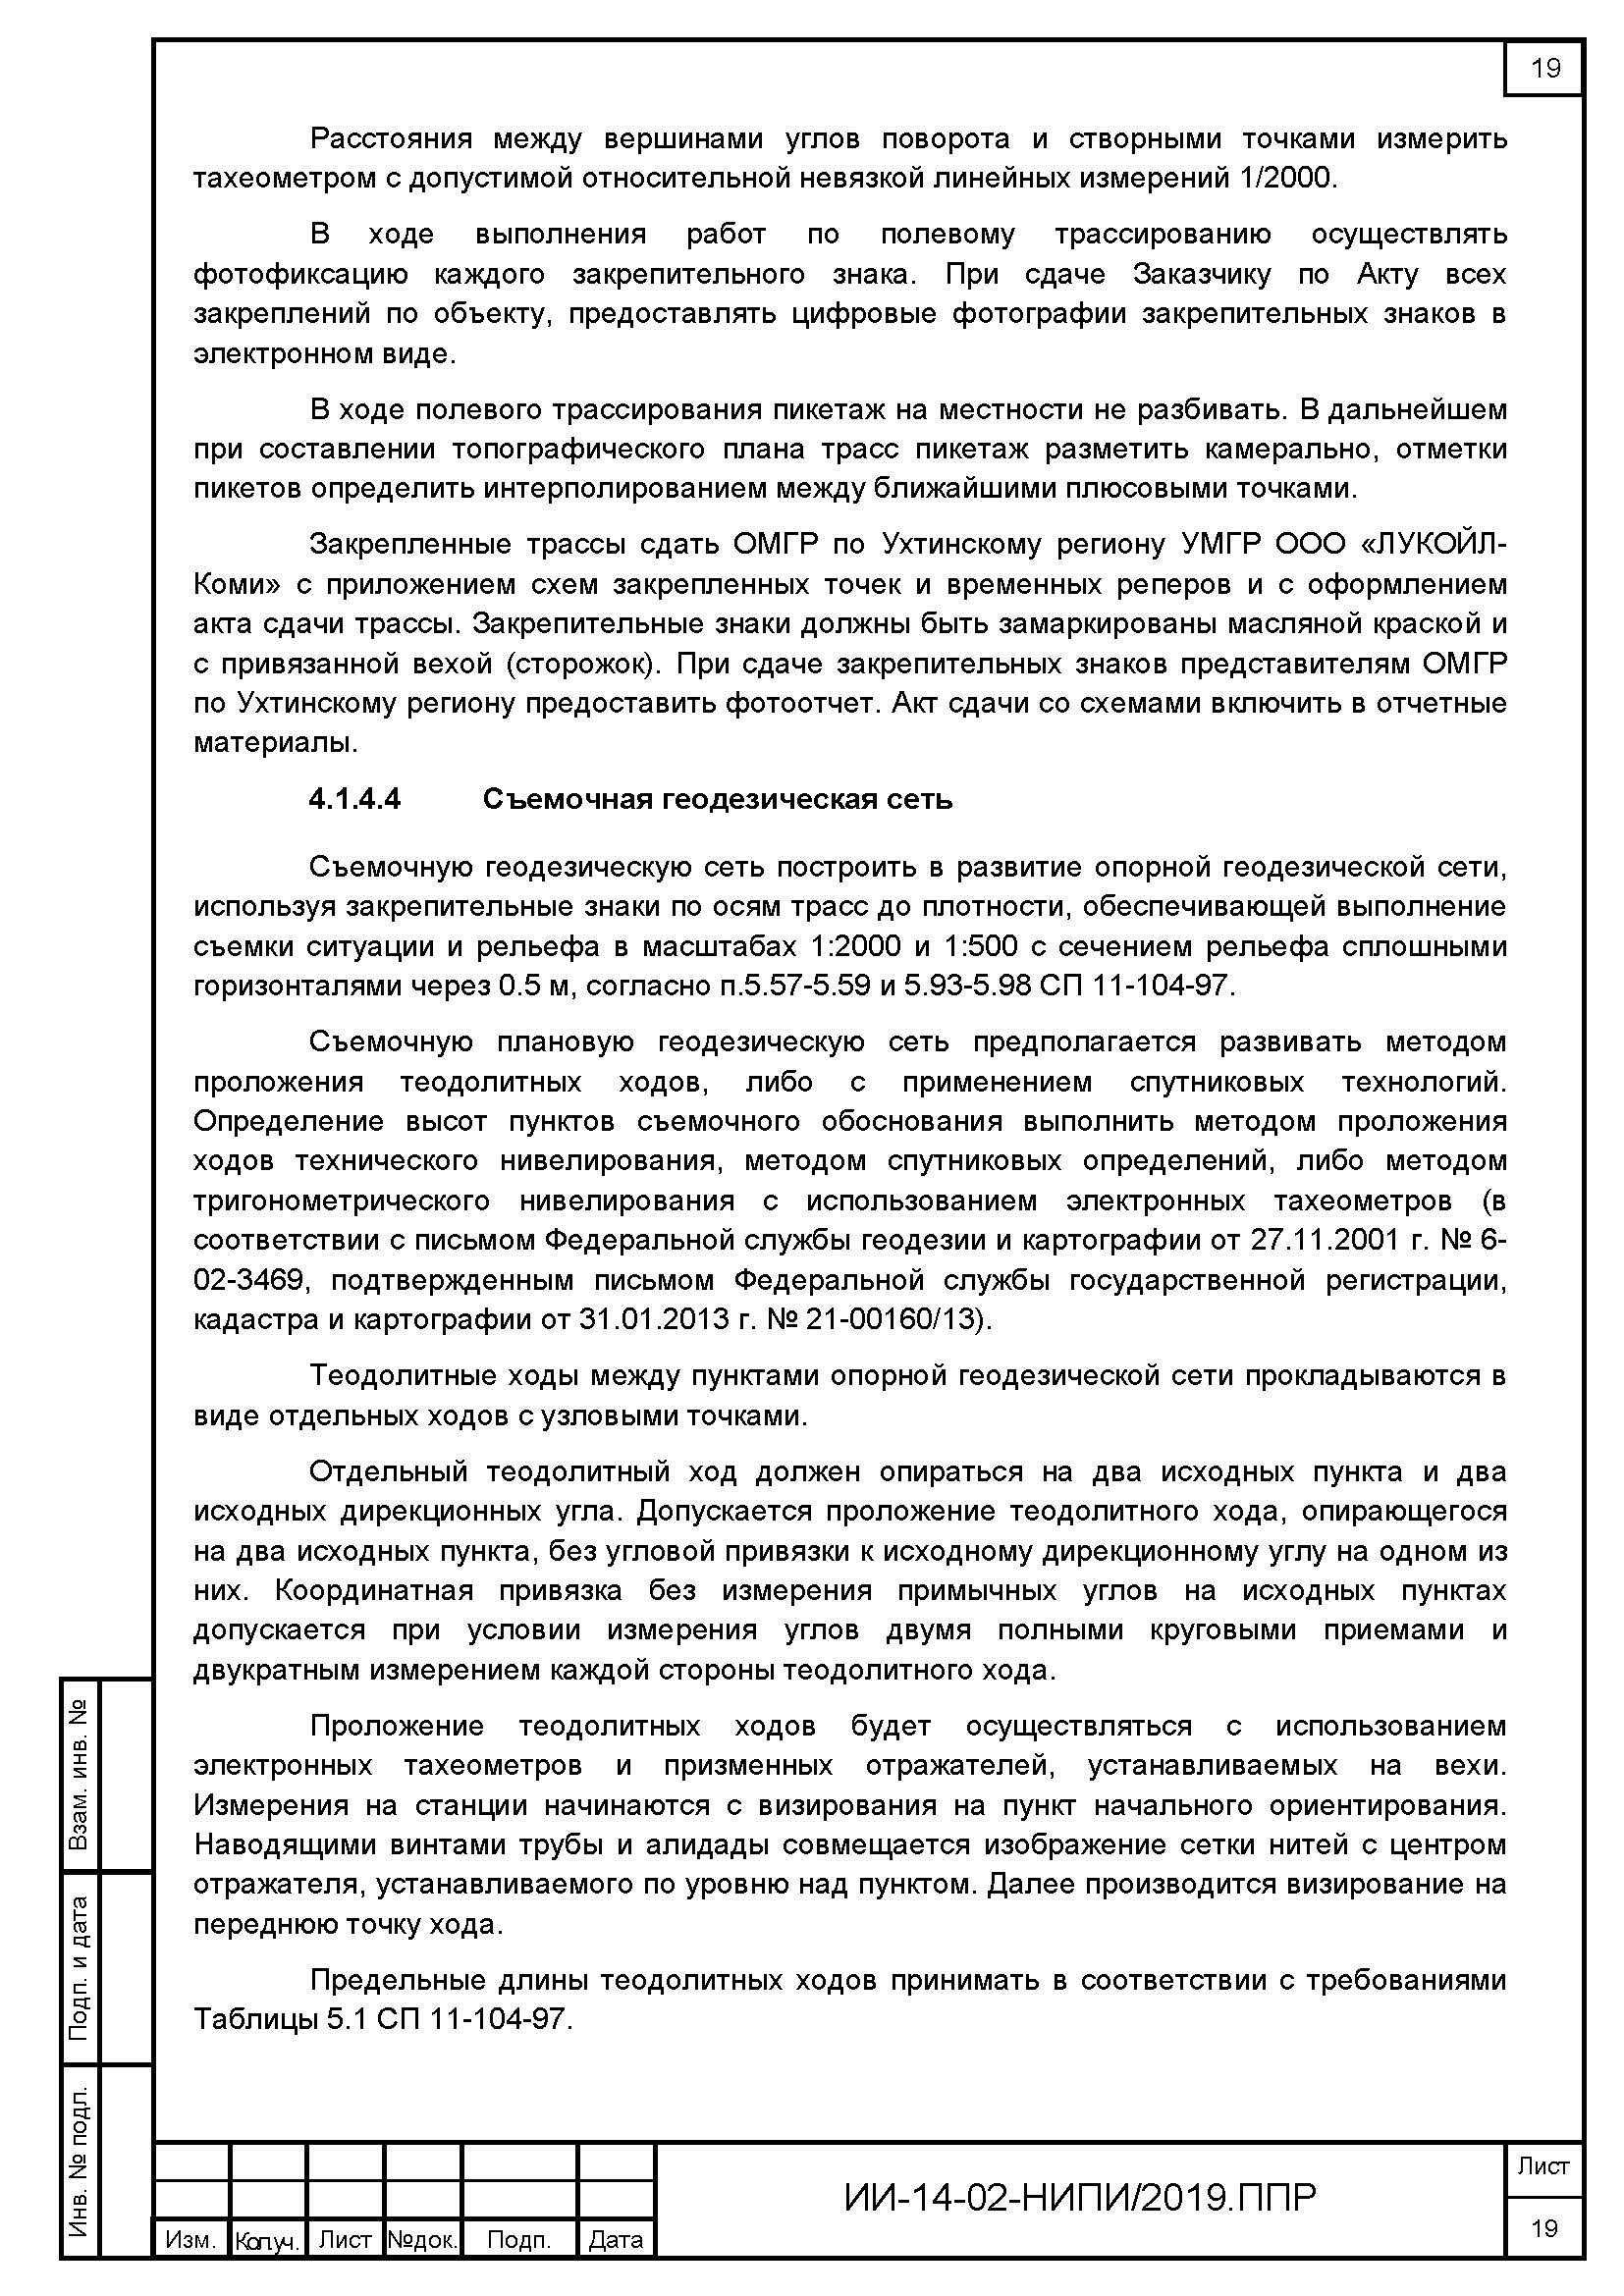 19
Расстояния между вершинами углов поворота и створными точками измерить
тахеометром с допустимой относительной невязкой линейных измерений 1/2000.
В ходе выполнения работ по полевому трассированию осуществлять
фотофиксацию каждого закрепительного знака. При сдаче Заказчику по Акту всех
закреплений по объекту, предоставлять цифровые фотографии закрепительных знаков в
электронном виде.
В ходе полевого трассирования пикетаж на местности не разбивать. В дальнейшем
при составлении топографического плана трасс пикетаж разметить камерально, отметки
пикетов определить интерполированием между ближайшими плюсовыми точками.
Закрепленные трассы сдать ОМГР по Ухтинскому региону УМГР ООО «ЛУКОЙЛ-
Коми» с приложением схем закрепленных точек и временных реперов и с оформлением
акта сдачи трассы. Закрепительные знаки должны быть замаркированы масляной краской и
с привязанной вехой (сторожок). При сдаче закрепительных знаков представителям ОМГР
по Ухтинскому региону предоставить фотоотчет. Акт сдачи со схемами включить в отчетные
материалы.
4.1.4.4 Съемочная геодезическая сеть
Съемочную геодезическую сеть построить в развитие опорной геодезической сети,
используя закрепительные знаки по осям трасс до плотности, обеспечивающей выполнение
съемки ситуации и рельефа в масштабах 1:2000 и 1:500 с сечением рельефа сплошными
горизонталями через 0.5 м, согласно п.5.57-5.59 и 5.93-5.98 СП 11-104-97.
Съемочную плановую геодезическую сеть предполагается развивать методом
проложения теодолитных ходов, либо с применением спутниковых технологий.
Определение высот пунктов съемочного обоснования выполнить методом проложения
ходов технического нивелирования, методом спутниковых определений, либо методом
тригонометрического нивелирования с использованием электронных тахеометров (в
соответствии с письмом Федеральной службы геодезии и картографии от 27.11.2001 г. № 6-
02-3469, подтвержденным письмом Федеральной службы государственной регистрации,
кадастра и картографии от 31.01.2013 г. № 21-00160/13).
Теодолитные ходы между пунктами опорной геодезической сети прокладываются в
виде отдельных ходов с узловыми точками.
Отдельный теодолитный ход должен опираться на два исходных пункта и два
исходных дирекционных угла. Допускается проложение теодолитного хода, опирающегося
на два исходных пункта, без угловой привязки к исходному дирекционному углу на одном из
них. Координатная привязка без измерения примычных углов на исходных пунктах
допускается при условии измерения углов двумя полными круговыми приемами и
двукратным измерением каждой стороны теодолитного хода.
Проложение теодолитных ходов будет осуществляться с использованием
электронных тахеометров и призменных отражателей, устанавливаемых на вехи.
Измерения на станции начинаются с визирования на пункт начального ориентирования.
Наводящими винтами трубы и алидады совмещается изображение сетки нитей с центром
отражателя, устанавливаемого по уровню над пунктом. Далее производится визирование на
переднюю точку хода.
Предельные длины теодолитных ходов принимать в соответствии с требованиями
Таблицы 5.1 СП 11-104-97.
Взам. инв. №
Подп. и дата
Инв. № подл.
Изм. Кол.уч. Лист №док. Подп. Дата
ИИ-14-02-НИПИ/2019.ППР
Лист
19